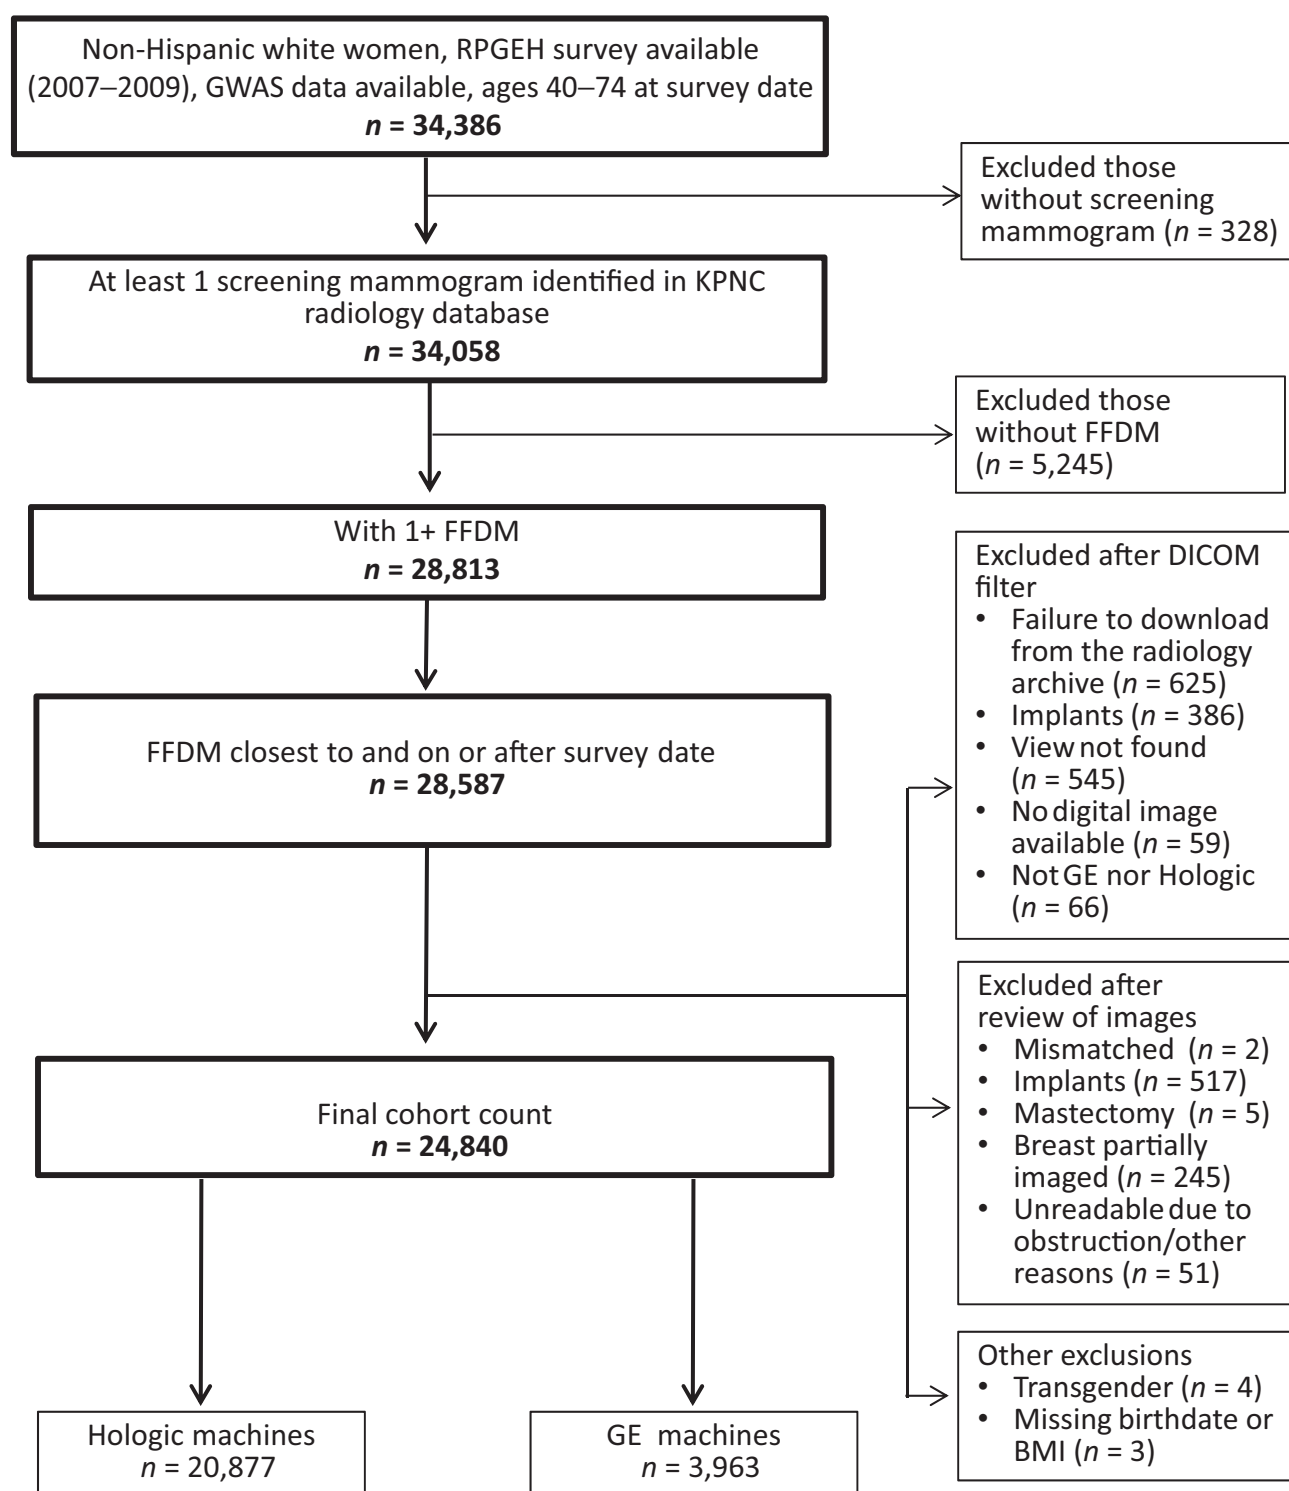 Non-Hispanic white women, RPGEH survey available
(2007–2009), GWAS data available, ages 40–74 at survey date
n = 34,386
Excluded those
without screening
mammogram (n = 328)
At least 1 screening mammogram identified in KPNC
radiology database
n = 34,058
Excluded those
without FFDM
(n = 5,245)
With 1+ FFDM
n = 28,813
Excluded after DICOM
filter
• Failure to download
from the radiology
archive (n = 625)
• Implants (n = 386)
• View not found
(n = 545)
• No digital image
available (n = 59)
• Not GE nor Hologic
(n = 66)
FFDM closest to and on or after survey date
n = 28,587
Excluded after
review of images
• Mismatched (n = 2)
• Implants (n = 517)
• Mastectomy (n = 5)
• Breast partially
imaged (n = 245)
• Unreadable due to
obstruction/other
reasons (n = 51)
Final cohort count
n = 24,840
Other exclusions
• Transgender (n = 4)
• Missing birthdate or
BMI (n = 3)
Hologic machines
n = 20,877
GE machines
n = 3,963